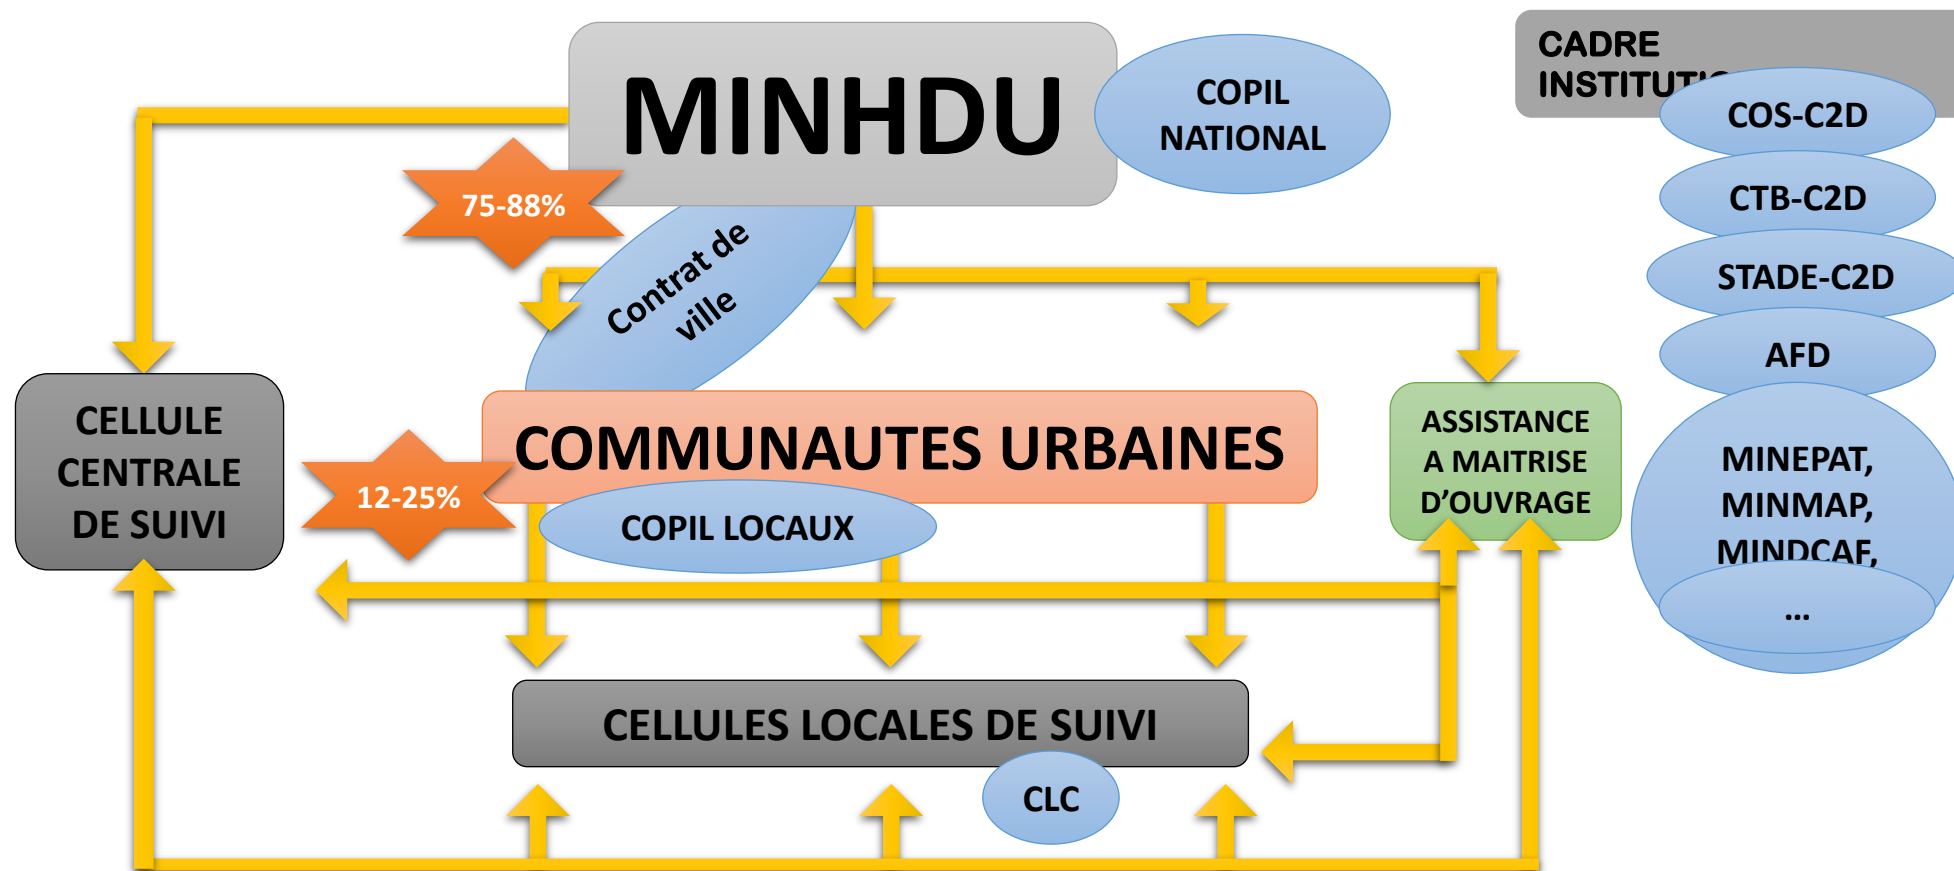 MINHDU
COPIL
NATIONAL
CADRE
COS-C2D
CTB-C2D
STADE-C2D
AFD
MINEPAT,
MINMAP,
MINDCAF,
...
75-88%
Contrat de
ville
CELLULE
CENTRALE
DE SUIVI
12-25%
COMMUNAUTES URBAINES
COPIL LOCAUX
ASSISTANCE
A MAITRISE
D’OUVRAGE
CELLULES LOCALES DE SUIVI
CLC